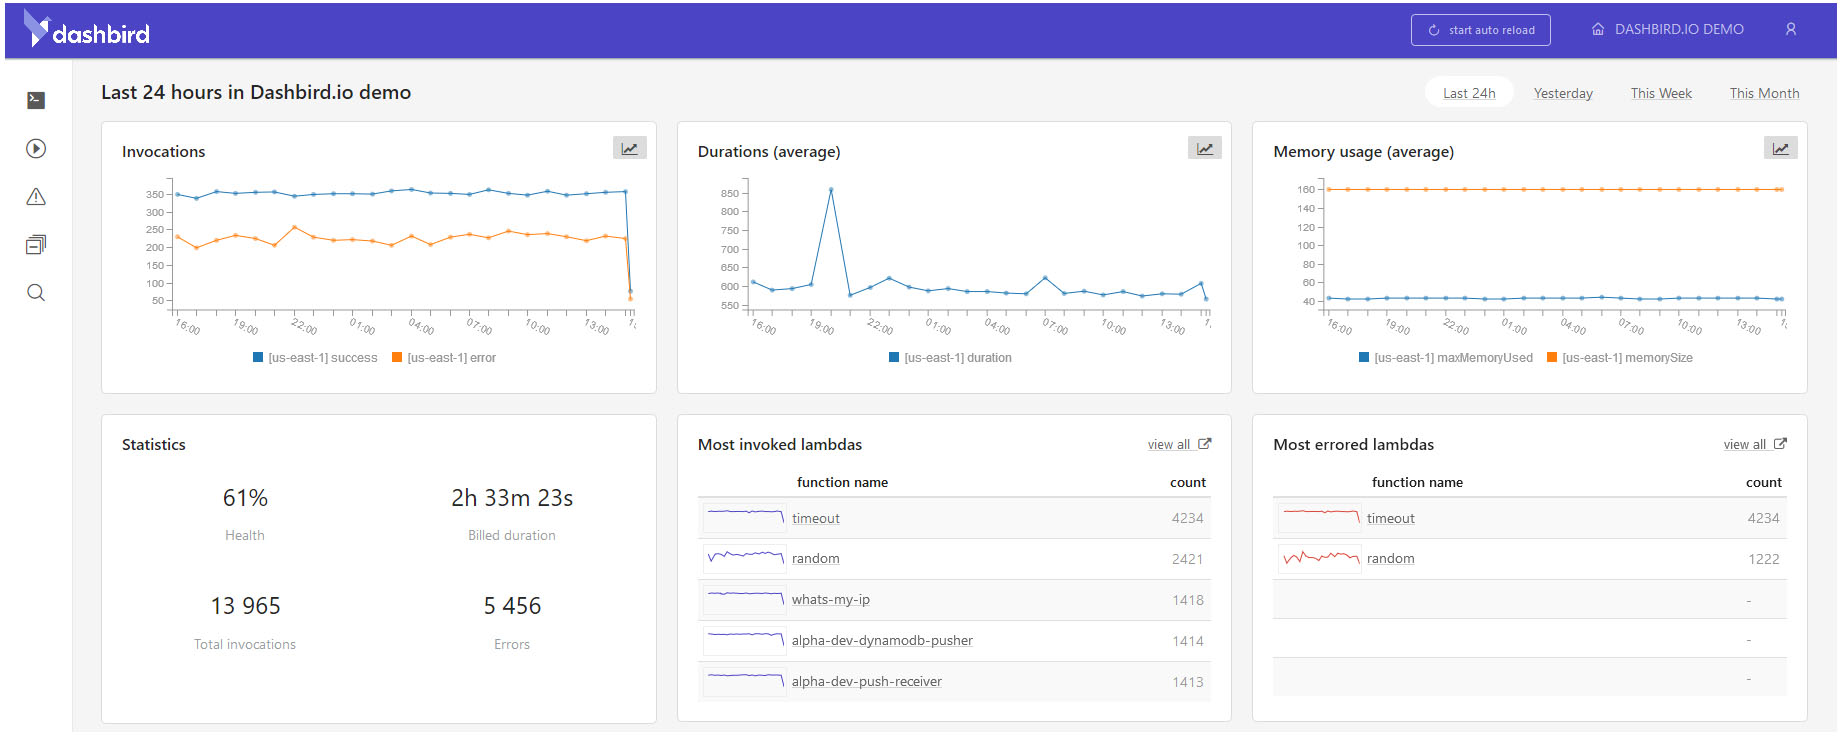 dashbird
start auto reload
DASHBIRD.IO DEMO
Last 24 hours in Dashbird.io demo
Last 24h Yesterday This Week This Month
Invocations
350
300
250
200
150
100
50
16:00 19:00 22:00 01:00 04:00 07:00 10:00 13:00
[us-east-1] success [us-east-1] error
Durations (average)
850
800
750
700
650
600
550
16:00 19:00 22:00 01:00 04:00 07:00 10:00 13:00
[us-east-1] duration
Memory usage (average)
160
140
120
100
80
60
40
16:00 19:00 22:00 01:00 04:00 07:00 10:00 13:00
[us-east-1] maxMemoryUsed [us-east-1] memorySize
Statistics
61% 2h 33m 23s
Health Billed duration
13 965 5 456
Total invocations Errors
Most invoked lambdas view all
function name count
timeout 4234
random 2421
whats-my-ip 1418
alpha-dev-dynamodb-pusher 1414
alpha-dev-push-receiver 1413
Most errored lambdas view all
function name count
timeout 4234
random 1222
-
-
-